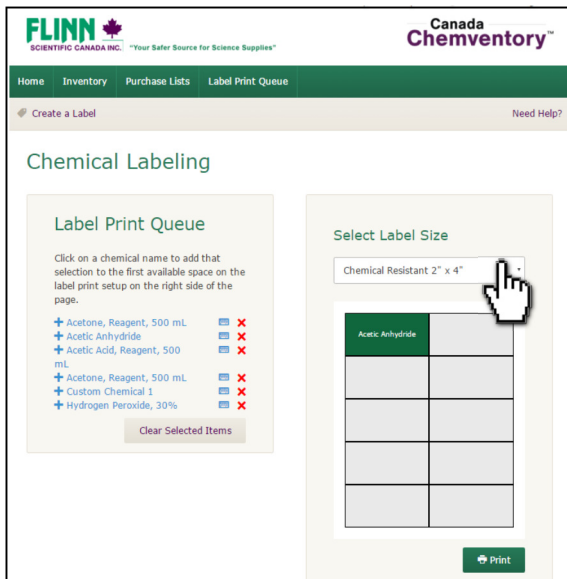 FLINN
SCIENTIFIC CANADA INC.
"Your Safer Source for Science Supplies"
Canada
Chemventory™
Home Inventory Purchase Lists Label Print Queue
Create a Label
Need Help?
Chemical Labeling
Label Print Queue
Click on a chemical name to add that
selection to the first available space on the
label print setup on the right side of the
page.
Acetone, Reagent, 500 mL
Acetic Anhydride
Acetic Acid, Reagent, 500
mL
Acetone, Reagent, 500 mL
Custom Chemical 1
Hydrogen Peroxide, 30%
Clear Selected Items
Select Label Size
Chemical Resistant 2" x 4"
Acetic Anhydride
Print